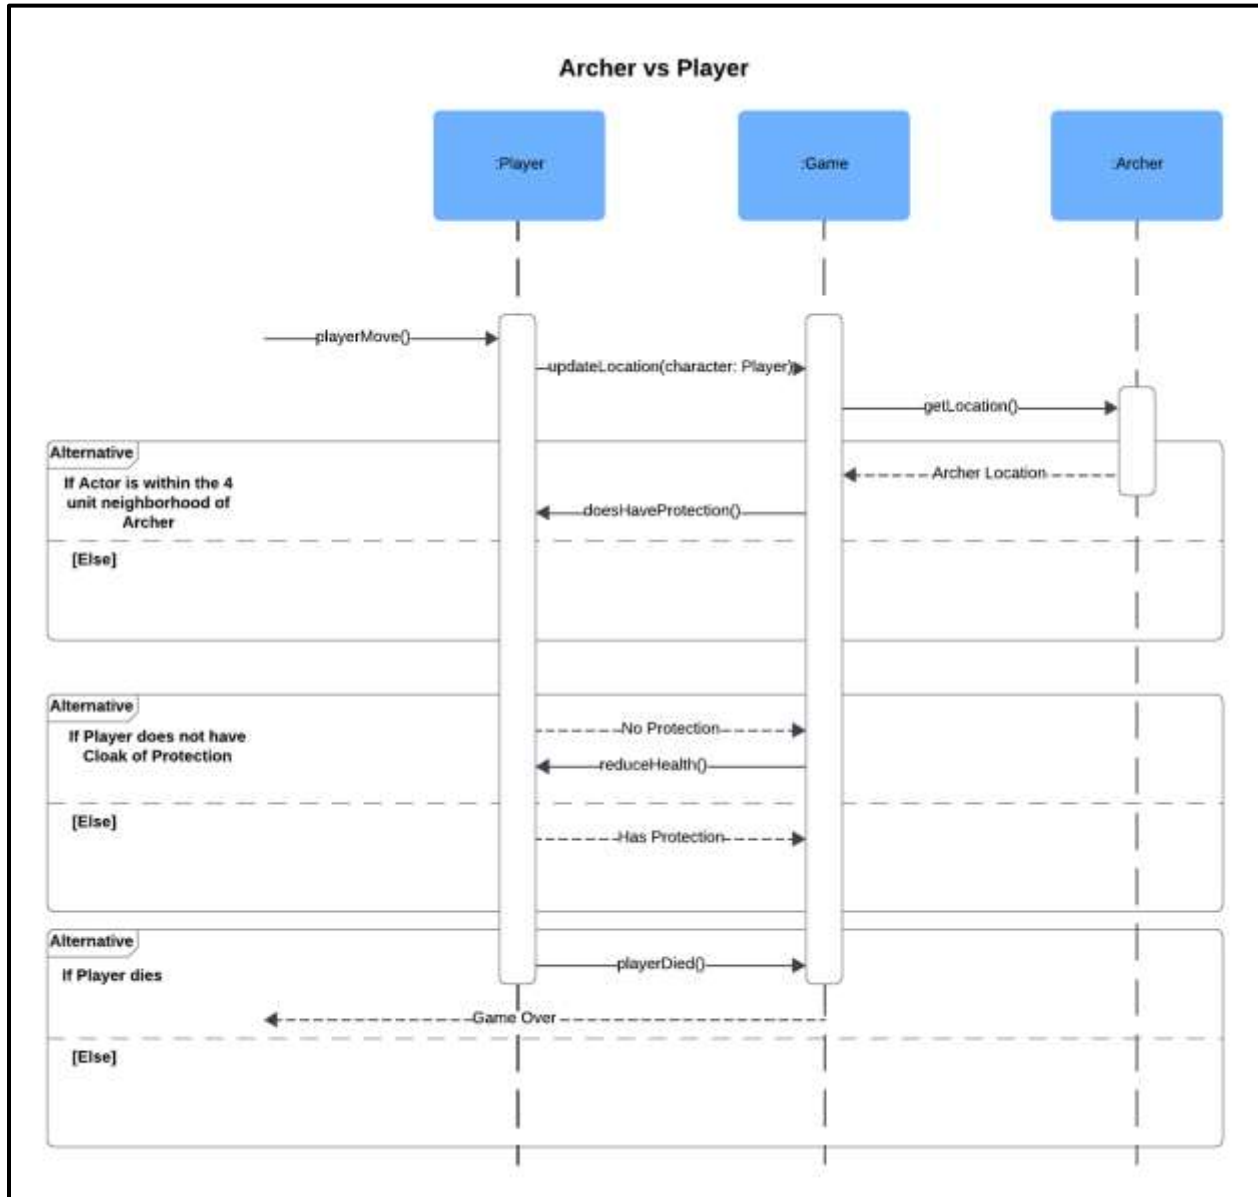 Archer vs Player
:Player
:Game
:Archer
playerMove()
updateLocation(character: Player)
getLocation()
Alternative
If Actor is within the 4
unit neighborhood of
Archer
Archer Location
doesHaveProtection()
[Else]
Alternative
If Player does not have
Cloak of Protection
No Protection
reduceHealth()
[Else]
Has Protection
Alternative
If Player dies
playerDied()
Game Over
[Else]